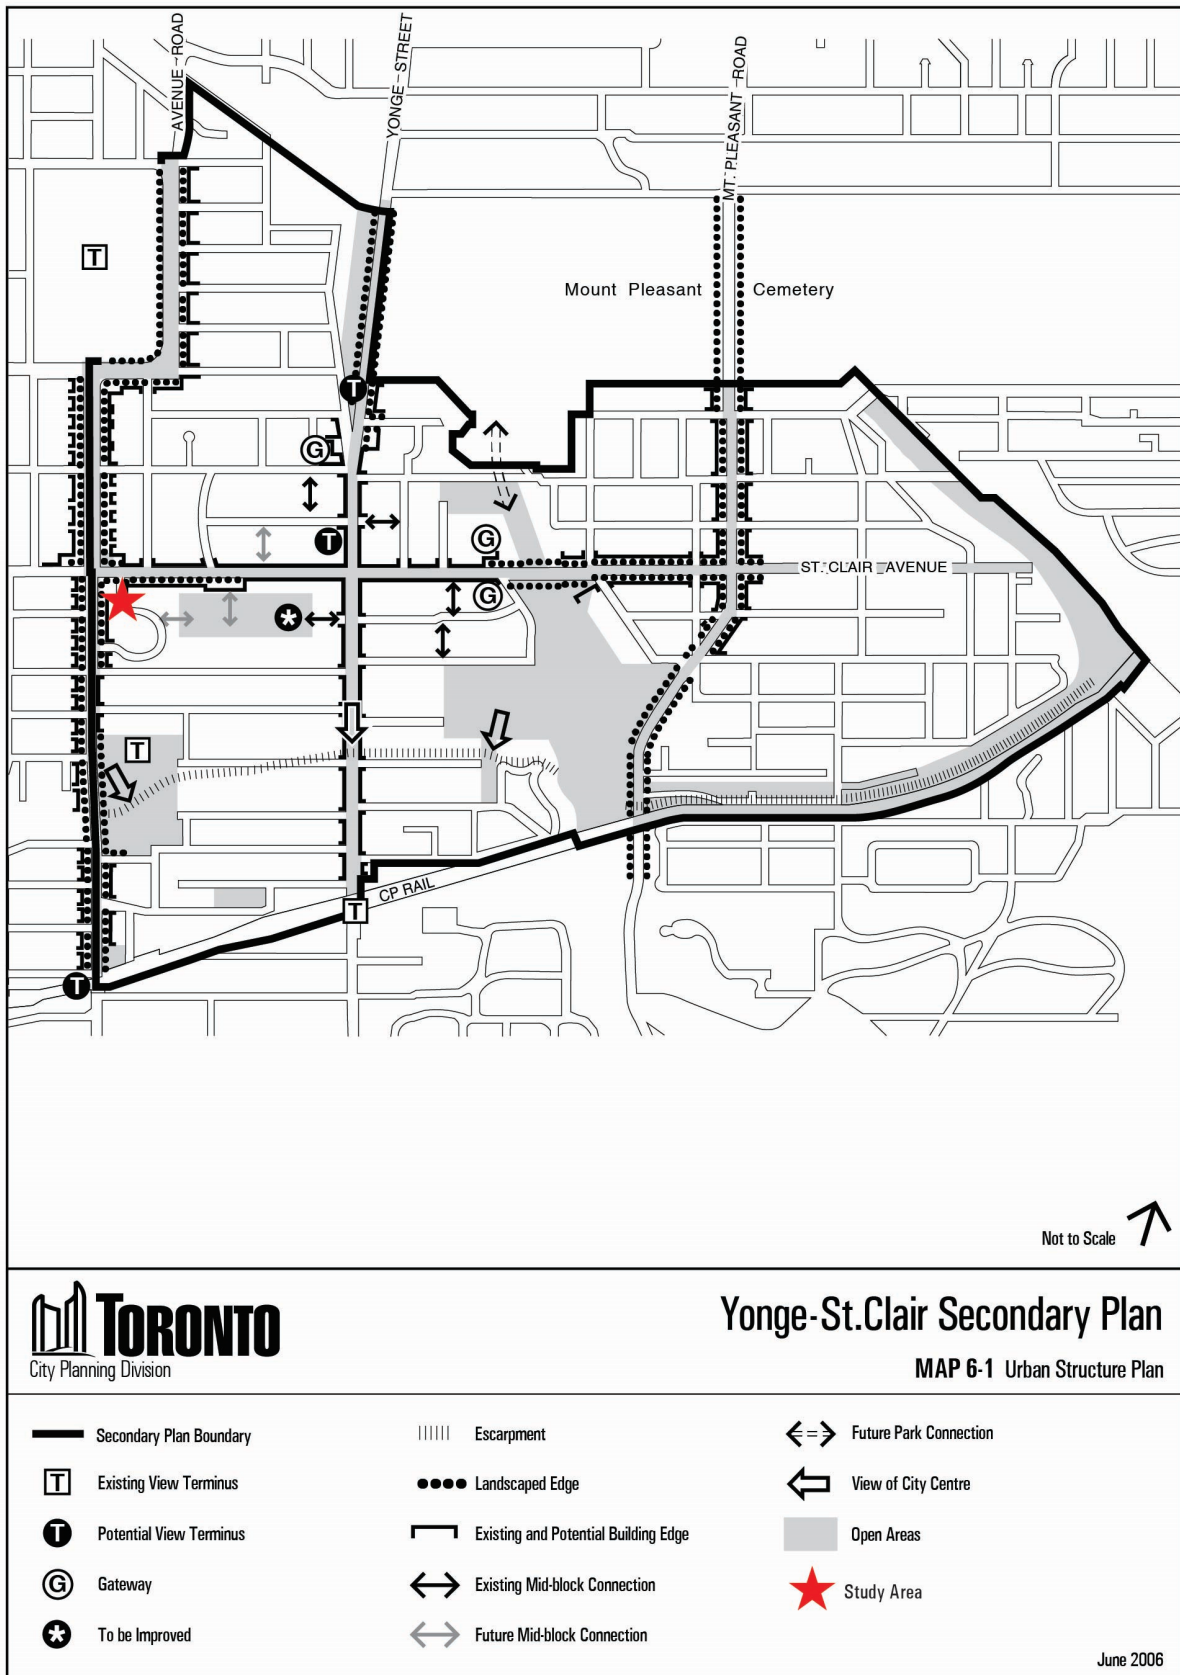 AVENUE ROAD
YONGE STREET
MT. PLEASANT ROAD
T
Mount Pleasant Cemetery
T
G
G
T
ST. CLAIR AVENUE
G
*
T
CP RAIL
T
T
Not to Scale
TORONTO
City Planning Division
Yonge-St.Clair Secondary Plan
MAP 6-1 Urban Structure Plan
Secondary Plan Boundary
T Existing View Terminus
T Potential View Terminus
G Gateway
* To be Improved
Escarpment
Landscaped Edge
Existing and Potential Building Edge
Existing Mid-block Connection
Future Mid-block Connection
Future Park Connection
View of City Centre
Open Areas
Study Area
June 2006